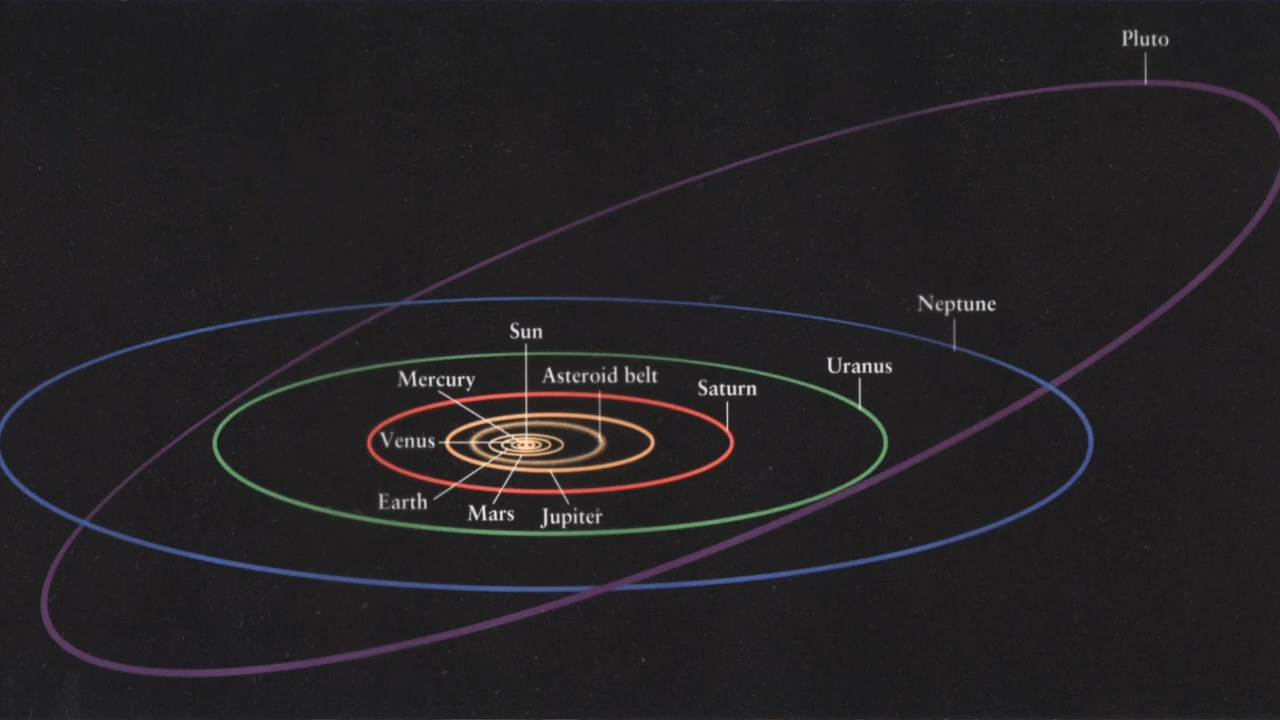 Pluto
Neptune
Sun
Uranus
Asteroid belt
Mercury
Saturn
Venus
Earth
Mars
Jupiter